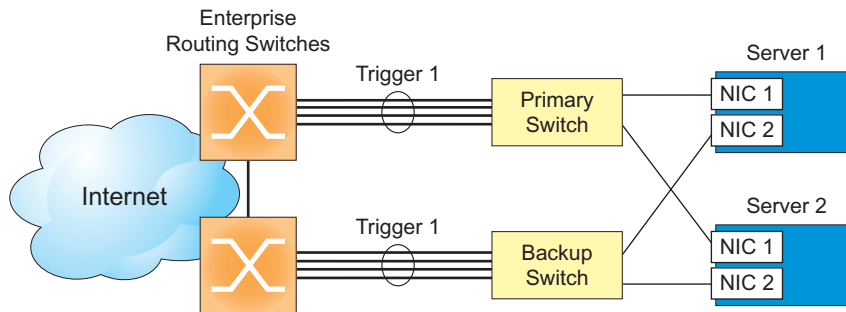 Enterprise
Routing Switches
Trigger 1
Primary
Switch
Server 1
NIC 1
NIC 2
Internet
Trigger 1
Backup
Switch
Server 2
NIC 1
NIC 2